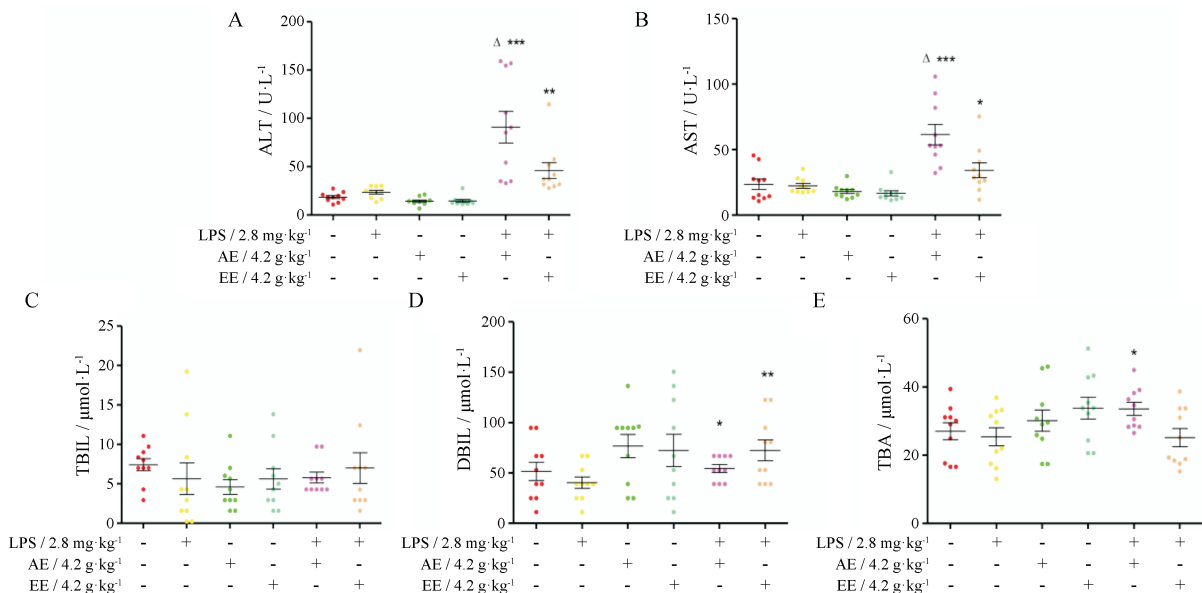 A
200
150
100
50
0
ALT / U·L⁻¹
Δ ***
**
LPS / 2.8 mg·kg⁻¹ - + - - + +
AE / 4.2 g·kg⁻¹ - - + - + -
EE / 4.2 g·kg⁻¹ - - - + - +
B
150
100
50
0
AST / U·L⁻¹
Δ ***
*
LPS / 2.8 mg·kg⁻¹ - + - - + +
AE / 4.2 g·kg⁻¹ - - + - + -
EE / 4.2 g·kg⁻¹ - - - + - +
C
25
20
15
10
5
0
TBIL / μmol·L⁻¹
LPS / 2.8 mg·kg⁻¹ - + - - + +
AE / 4.2 g·kg⁻¹ - - + - + -
EE / 4.2 g·kg⁻¹ - - - + - +
D
200
150
100
50
0
DBIL / μmol·L⁻¹
*
**
LPS / 2.8 mg·kg⁻¹ - + - - + +
AE / 4.2 g·kg⁻¹ - - + - + -
EE / 4.2 g·kg⁻¹ - - - + - +
E
60
40
20
0
TBA / μmol·L⁻¹
*
LPS / 2.8 mg·kg⁻¹ - + - - + +
AE / 4.2 g·kg⁻¹ - - + - + -
EE / 4.2 g·kg⁻¹ - - - + - +